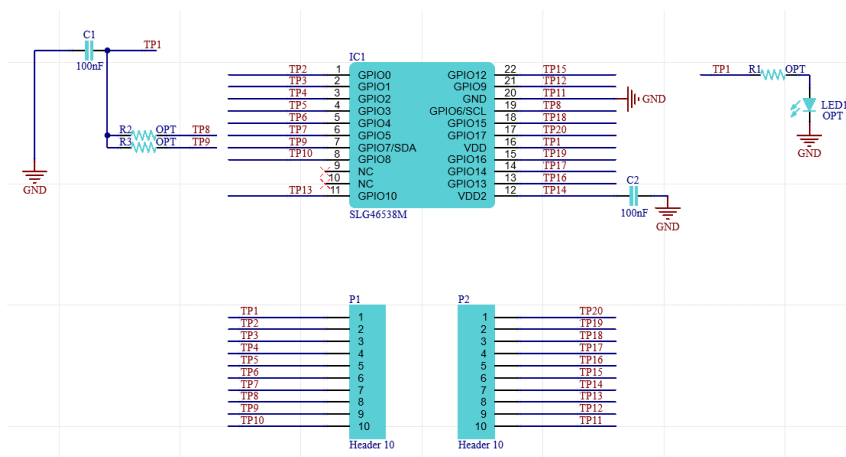 C1
TP1
100nF
R2 OPT TP8
R3 OPT TP9
GND
IC1
TP2 1 GPIO0 GPIO12 22 TP15
TP3 2 GPIO1 GPIO9 21 TP12
TP4 3 GPIO2 GND 20 TP11 GND
TP5 4 GPIO3 GPIO6/SCL 19 TP8
TP6 5 GPIO4 GPIO15 18 TP18
TP7 6 GPIO5 GPIO17 17 TP20
TP9 7 GPIO7/SDA VDD 16 TP1
TP10 8 GPIO8 GPIO16 15 TP19
9 NC GPIO14 14 TP17
10 NC GPIO13 13 TP16
TP13 11 GPIO10 VDD2 12 TP14
SLG46538M
C2
100nF
GND
TP1 R1 OPT
LED1
OPT
GND
P1
TP1 1
TP2 2
TP3 3
TP4 4
TP5 5
TP6 6
TP7 7
TP8 8
TP9 9
TP10 10
Header 10
P2
1 TP20
2 TP19
3 TP18
4 TP17
5 TP16
6 TP15
7 TP14
8 TP13
9 TP12
10 TP11
Header 10